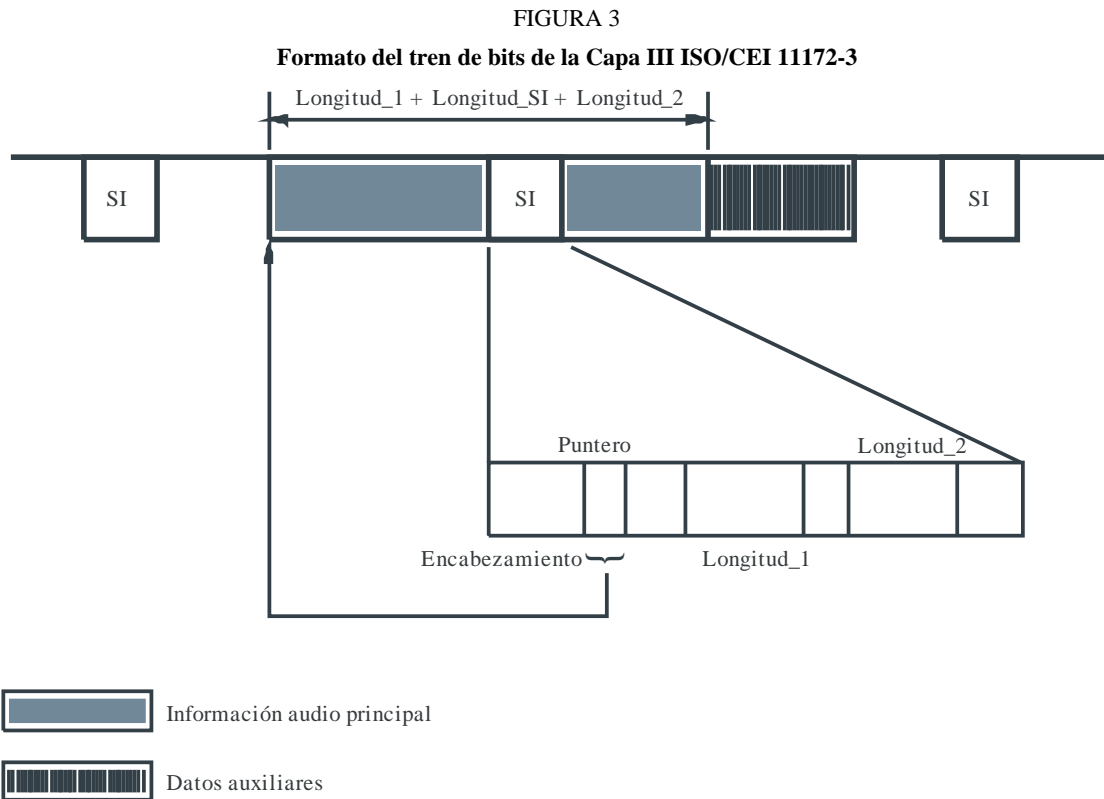 FIGURA 3
Formato del tren de bits de la Capa III ISO/CEI 11172-3
Longitud_1 + Longitud_SI + Longitud_2
SI
SI
SI
Puntero
Longitud_2
Encabezamiento
Longitud_1
Información audio principal
Datos auxiliares